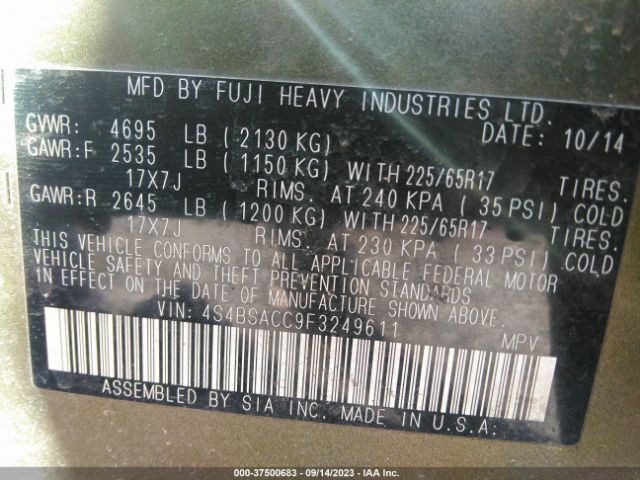 MFD BY FUJI HEAVY INDUSTRIES LTD.
GVWR: 4695 LB ( 2130 KG) DATE: 10/14
GAWR:F 2535 LB ( 1150 KG) WITH 225/65R17 TIRES.
17X7J RIMS. AT 240 KPA ( 35 PSI) COLD
GAWR:R 2645 LB ( 1200 KG) WITH 225/65R17 TIRES.
17X7J RIMS. AT 230 KPA ( 33 PSI) COLD
THIS VEHICLE CONFORMS TO ALL APPLICABLE FEDERAL MOTOR
VEHICLE SAFETY AND THEFT PREVENTION STANDARDS
IN EFFECT ON THE DATE OF MANUFACTURE SHOWN ABOVE.
VIN: 4S4BSACC9F3249611 MPV
ASSEMBLED BY SIA INC. MADE IN U.S.A.
000-37500683 - 09/14/2023 - IAA Inc.